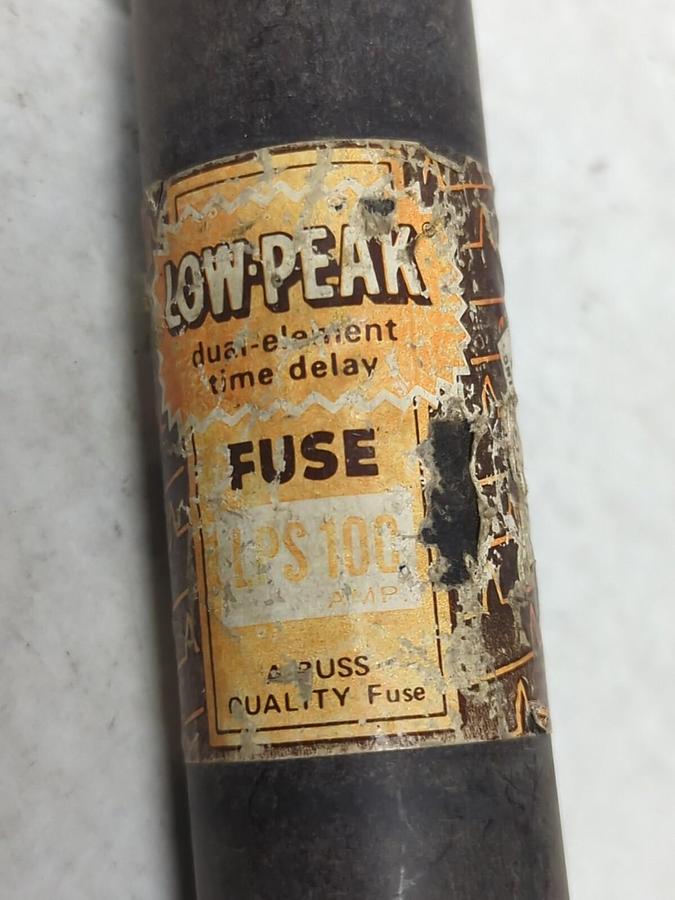 LOW-PEAK®
dual-element
time delay
FUSE
LPS 100
AMP.
A BUSS
QUALITY Fuse